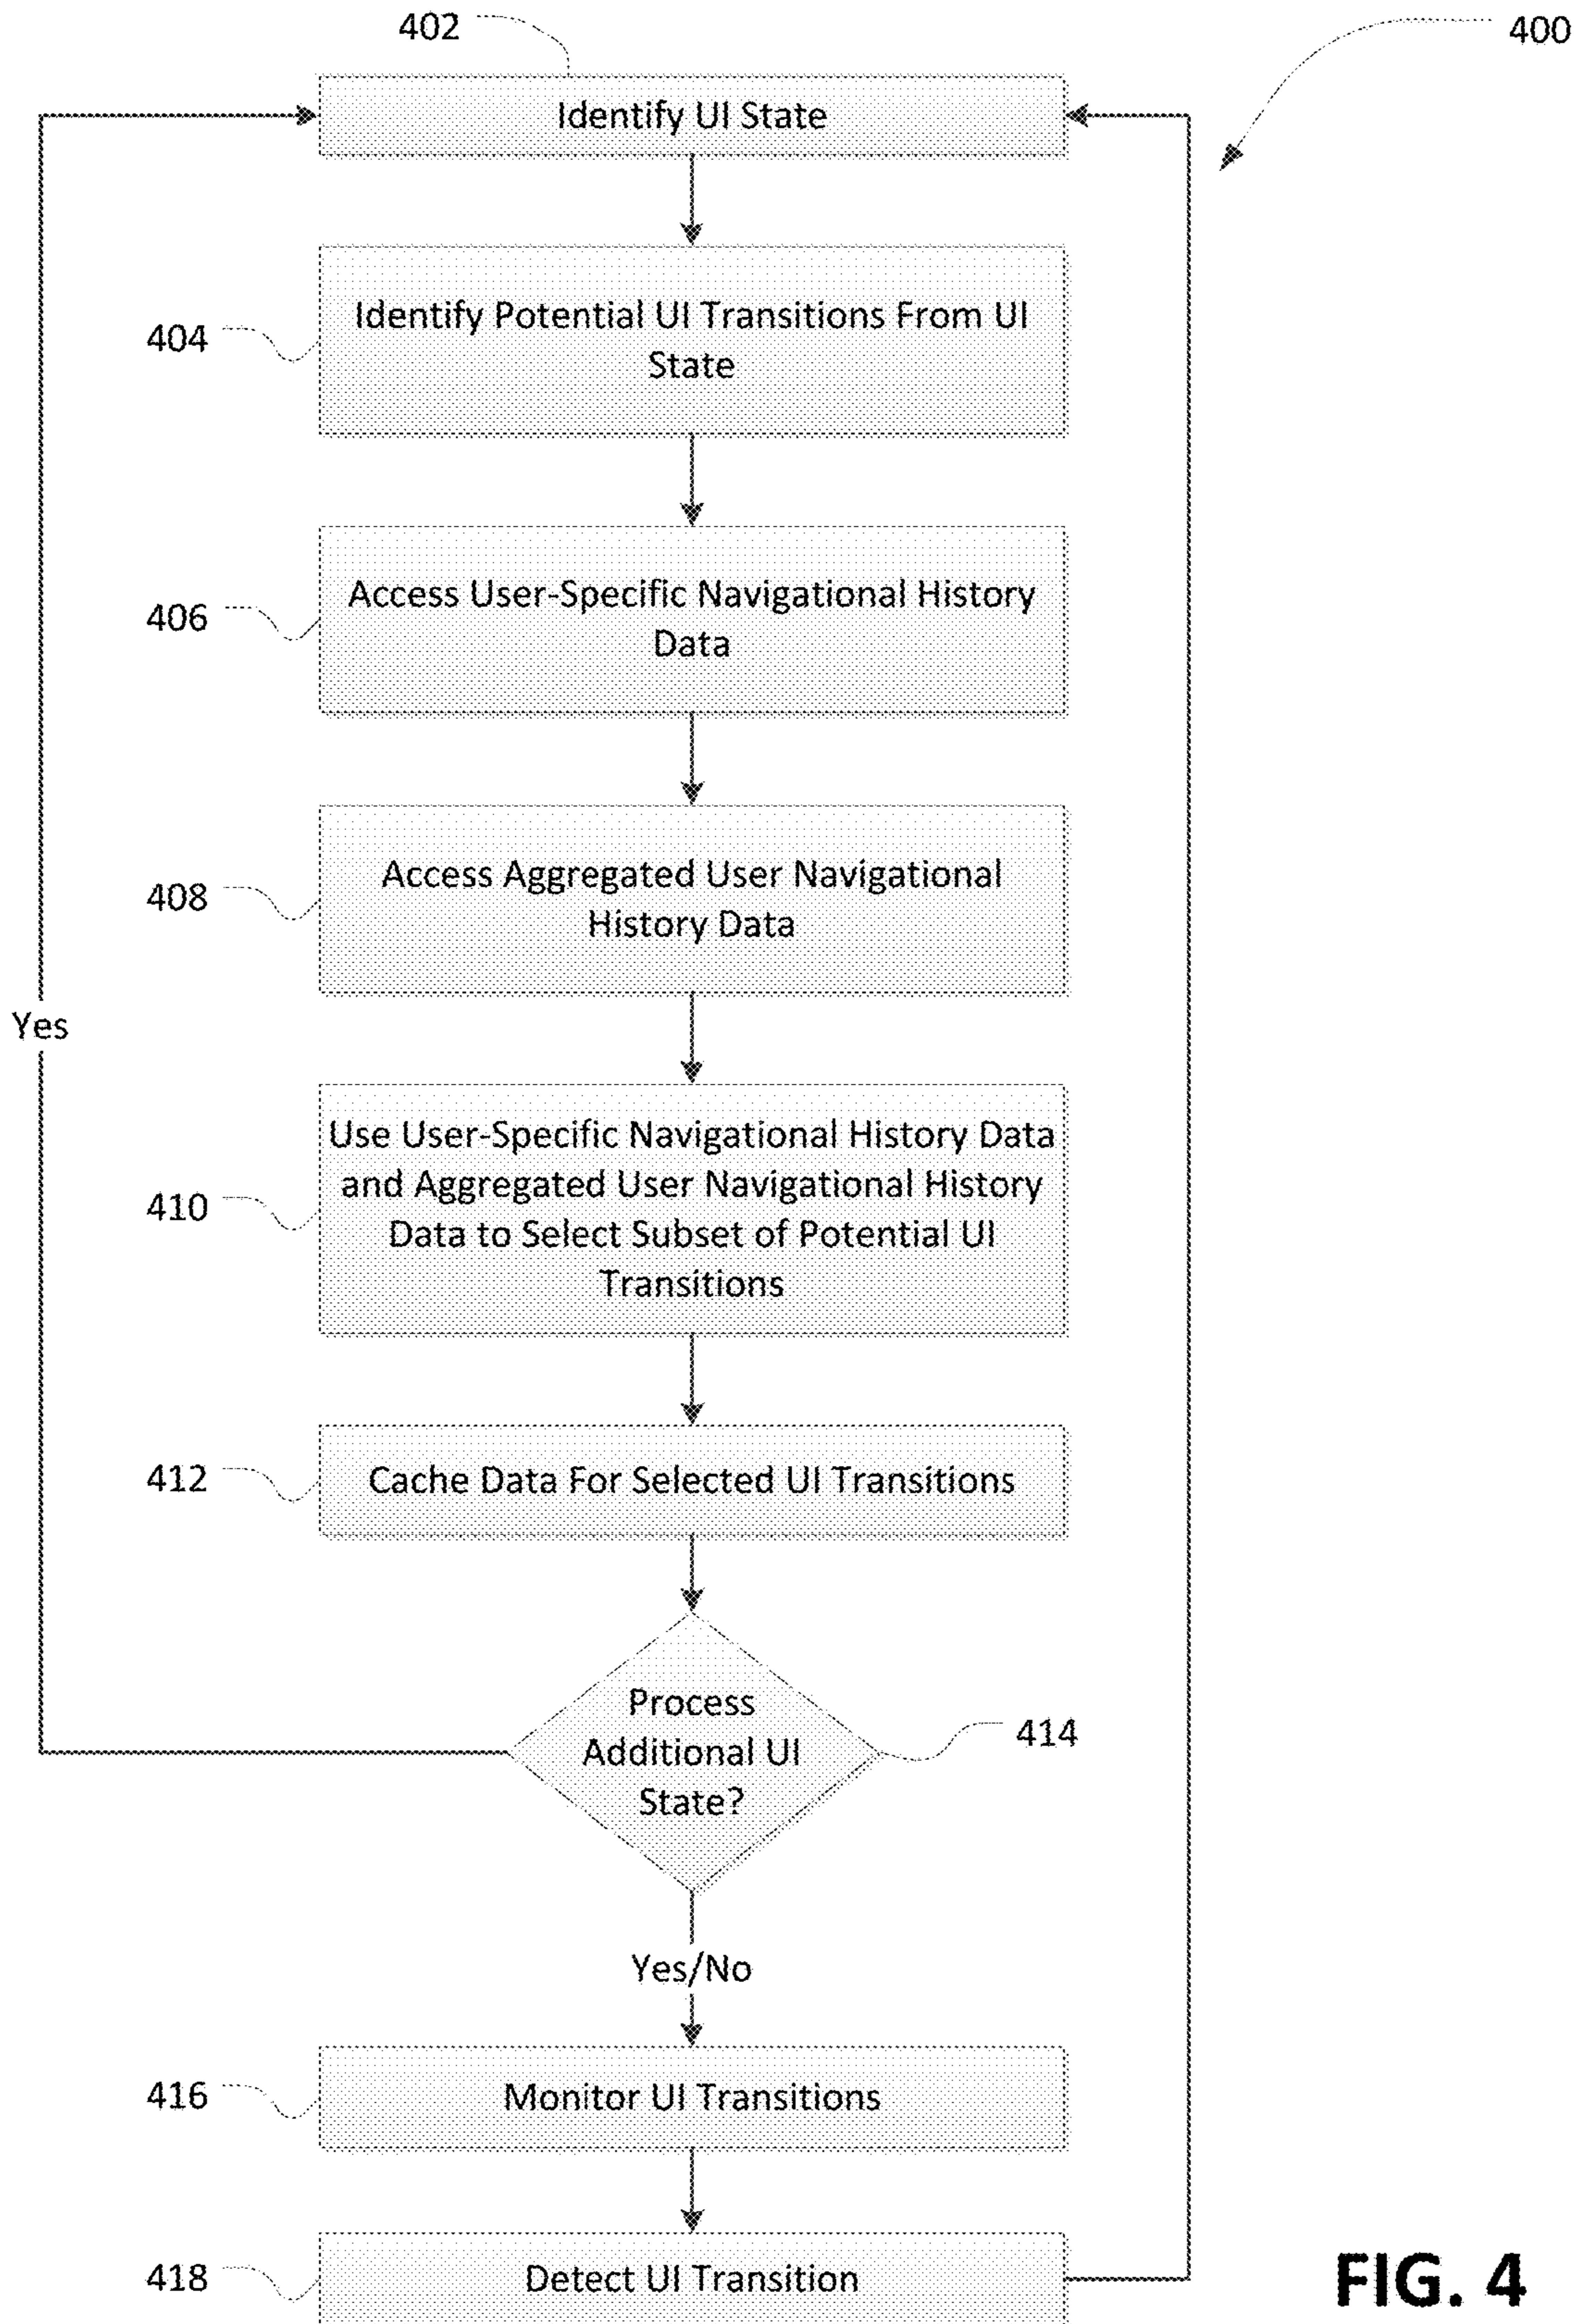 402
400
Identify UI State
Identify Potential UI Transitions From UI
State
404
Access User-Specific Navigational History
Data
406
Access Aggregated User Navigational
History Data
408
Yes
Use User-Specific Navigational History Data
and Aggregated User Navigational History
Data to Select Subset of Potential UI
Transitions
410
Cache Data For Selected UI Transitions
412
Process
Additional UI
State?
414
Yes/No
Monitor UI Transitions
416
Detect UI Transition
418
FIG. 4